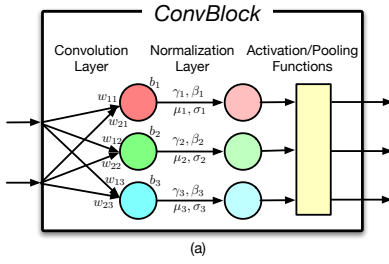 ConvBlock
Convolution Layer
Normalization Layer
Activation/Pooling Functions
b₁
w₁₁
γ₁, β₁
μ₁, σ₁
w₂₁
b₂
w₁₂
γ₂, β₂
w₂₂
μ₂, σ₂
b₃
w₁₃
γ₃, β₃
w₂₃
μ₃, σ₃
(a)